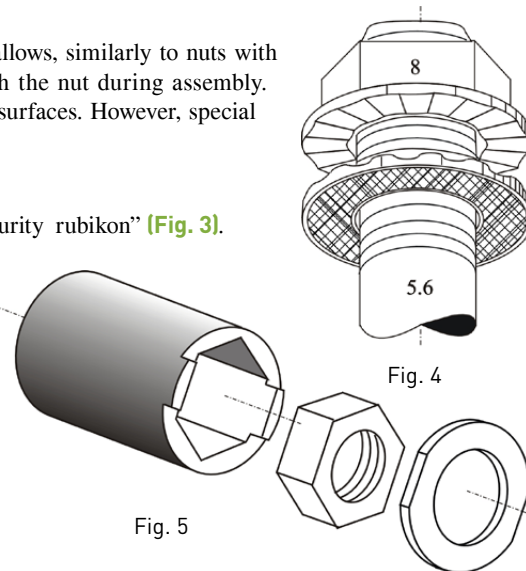 allows, similarly to nuts with
the nut during assembly.
surfaces. However, special
urity rubikon” (Fig. 3).
8
5.6
Fig. 4
Fig. 5